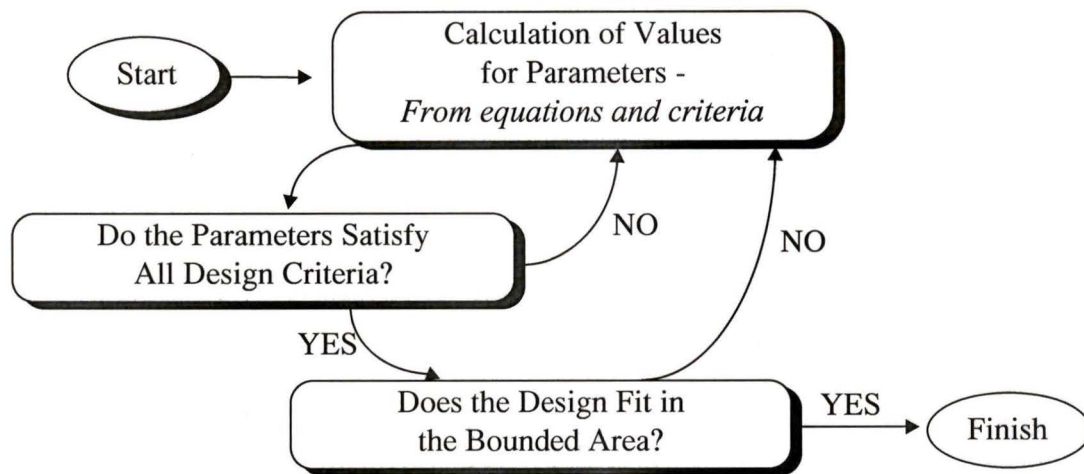 Start
Calculation of Values
for Parameters -
From equations and criteria
Do the Parameters Satisfy
All Design Criteria?
NO
NO
YES
Does the Design Fit in
the Bounded Area?
YES
Finish